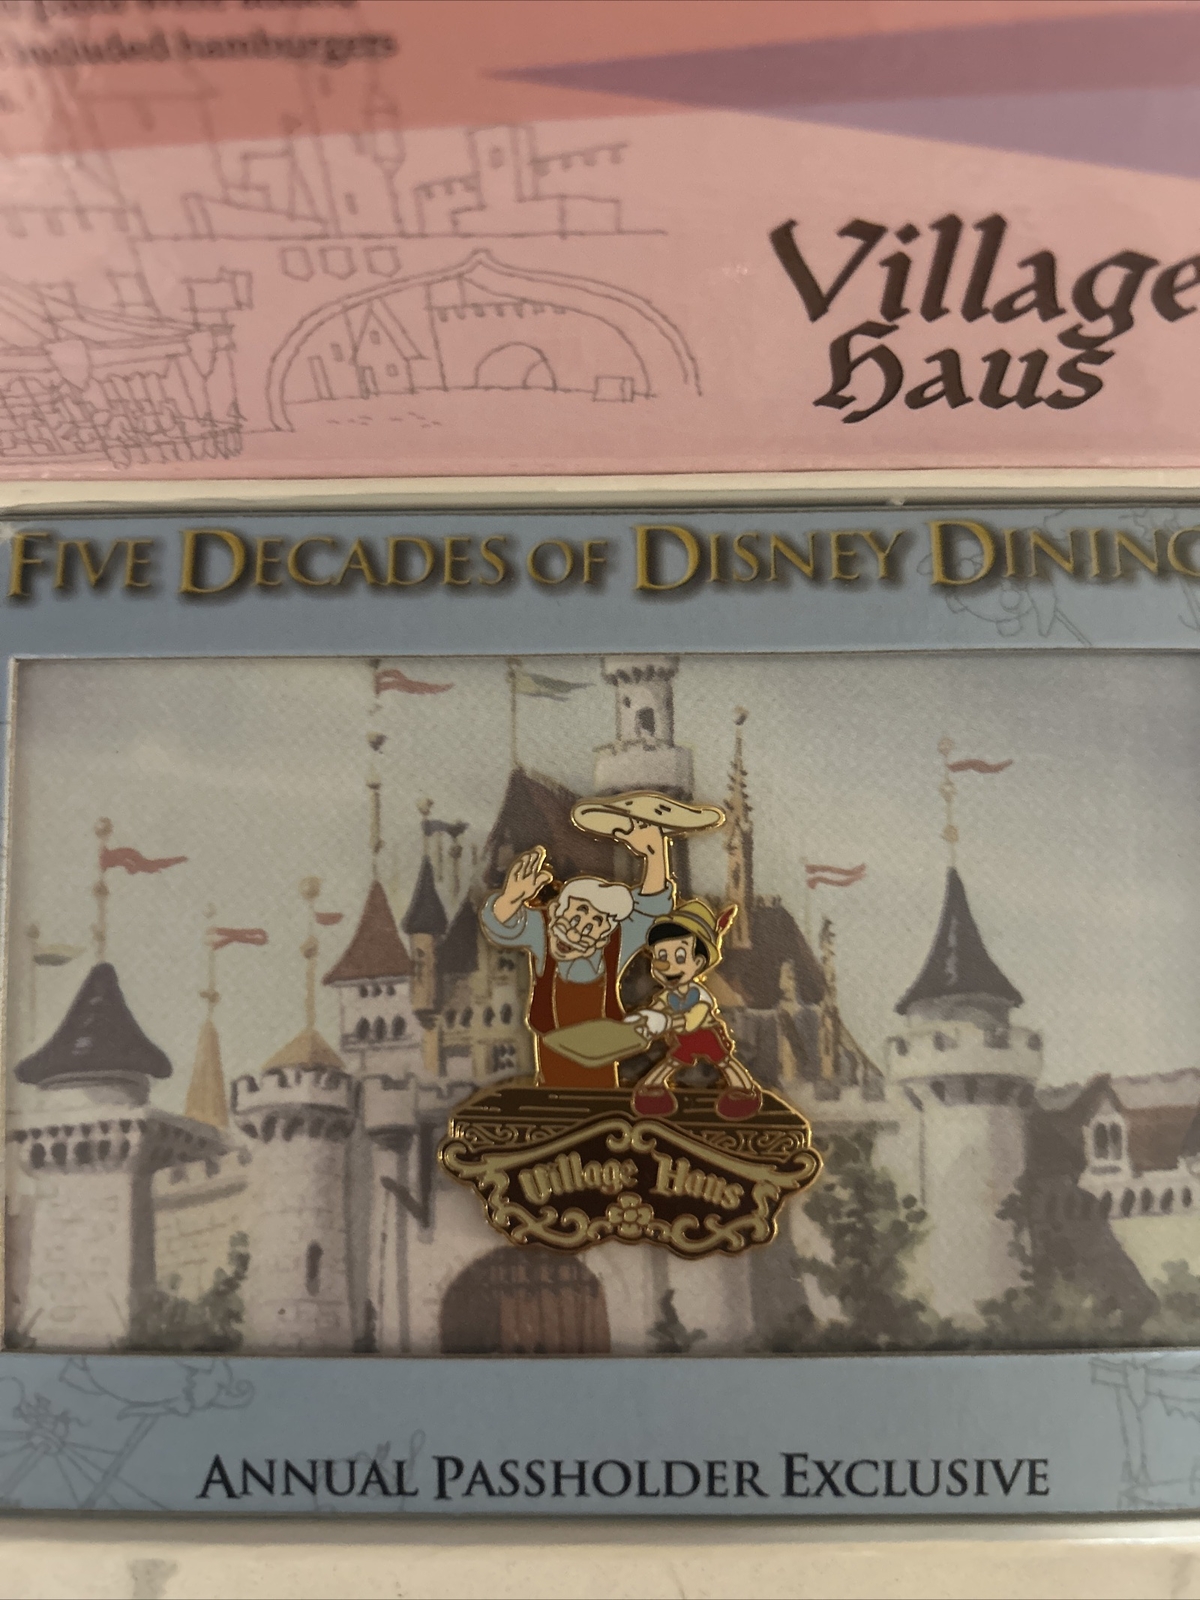 included hamburgers
Village
Haus
FIVE DECADES OF DISNEY DINING
Village Haus
ANNUAL PASSHOLDER EXCLUSIVE